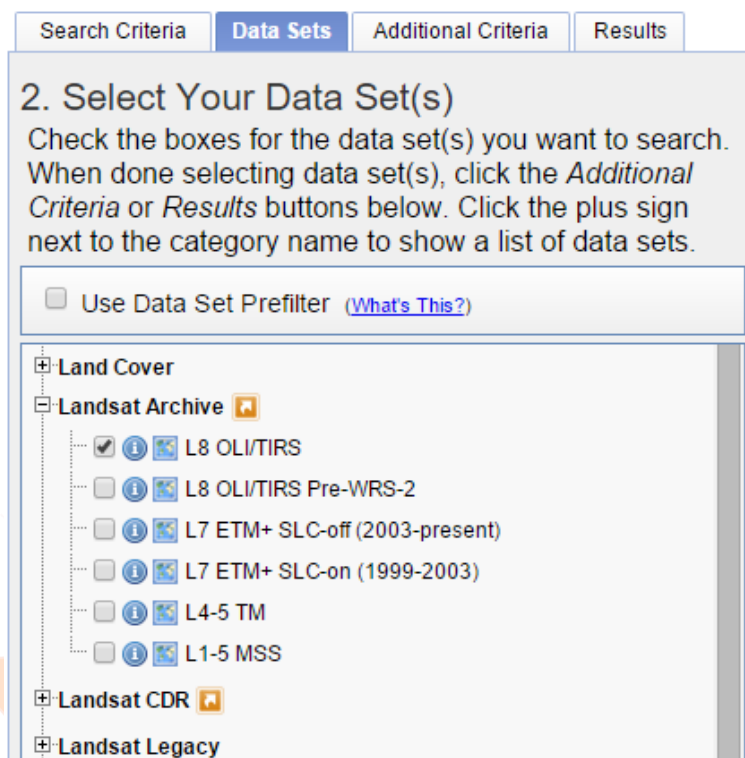 Search Criteria Data Sets Additional Criteria Results
2. Select Your Data Set(s)
Check the boxes for the data set(s) you want to search.
When done selecting data set(s), click the Additional
Criteria or Results buttons below. Click the plus sign
next to the category name to show a list of data sets.
Use Data Set Prefilter (What's This?)
Land Cover
Landsat Archive
L8 OLI/TIRS
L8 OLI/TIRS Pre-WRS-2
L7 ETM+ SLC-off (2003-present)
L7 ETM+ SLC-on (1999-2003)
L4-5 TM
L1-5 MSS
Landsat CDR
Landsat Legacy